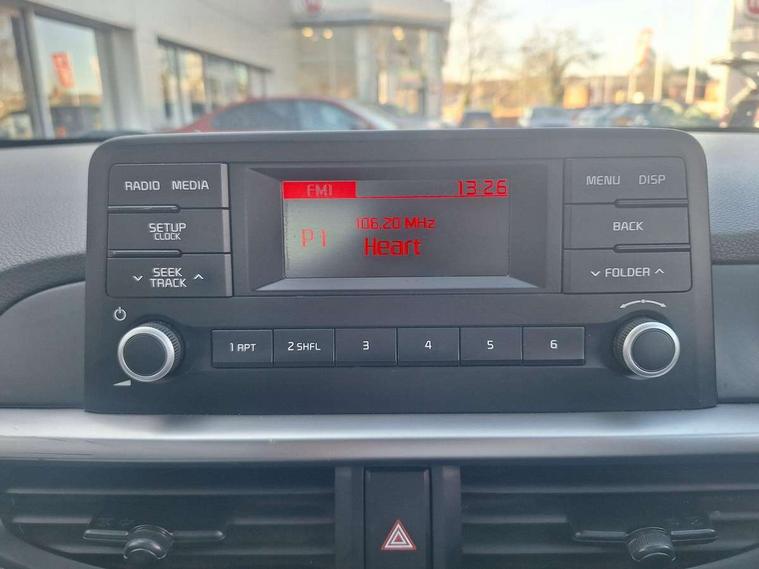 RADIO MEDIA
SETUP
CLOCK
SEEK
TRACK
FM1 13:26
106.20 MHz
P1
Heart
MENU DISP
BACK
FOLDER
1 RPT 2 SHFL 3 4 5 6